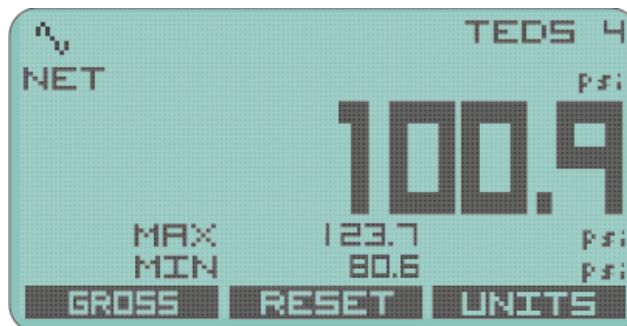 TEDS 4
NET psi
100.9
MAX 123.7 psi
MIN 80.6 psi
GROSS RESET UNITS